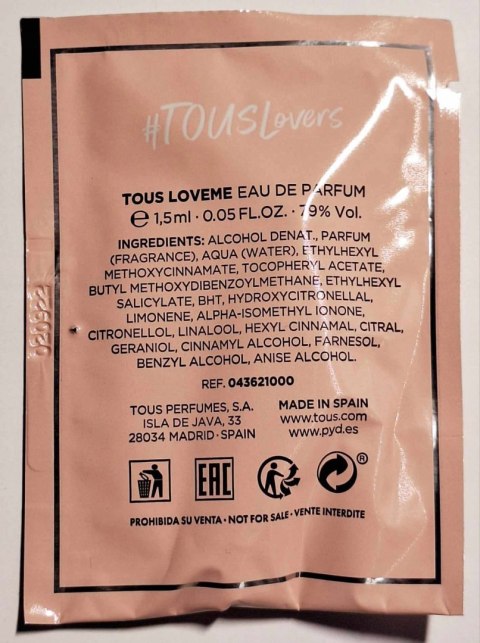 #TOUSLovers
TOUS LOVEME EAU DE PARFUM
℮ 1,5ml · 0.05 FL.OZ. · 79% Vol.
INGREDIENTS: ALCOHOL DENAT., PARFUM
(FRAGRANCE), AQUA (WATER), ETHYLHEXYL
METHOXYCINNAMATE, TOCOPHERYL ACETATE,
BUTYL METHOXYDIBENZOYLMETHANE, ETHYLHEXYL
SALICYLATE, BHT, HYDROXYCITRONELLAL,
LIMONENE, ALPHA-ISOMETHYL IONONE,
CITRONELLOL, LINALOOL, HEXYL CINNAMAL, CITRAL,
GERANIOL, CINNAMYL ALCOHOL, FARNESOL,
BENZYL ALCOHOL, ANISE ALCOHOL.
REF. 043621000
TOUS PERFUMES, S.A.
ISLA DE JAVA, 33
28034 MADRID · SPAIN
MADE IN SPAIN
www.tous.com
www.pyd.es
EAC
®
PROHIBIDA SU VENTA · NOT FOR SALE · VENTE INTERDITE
020922